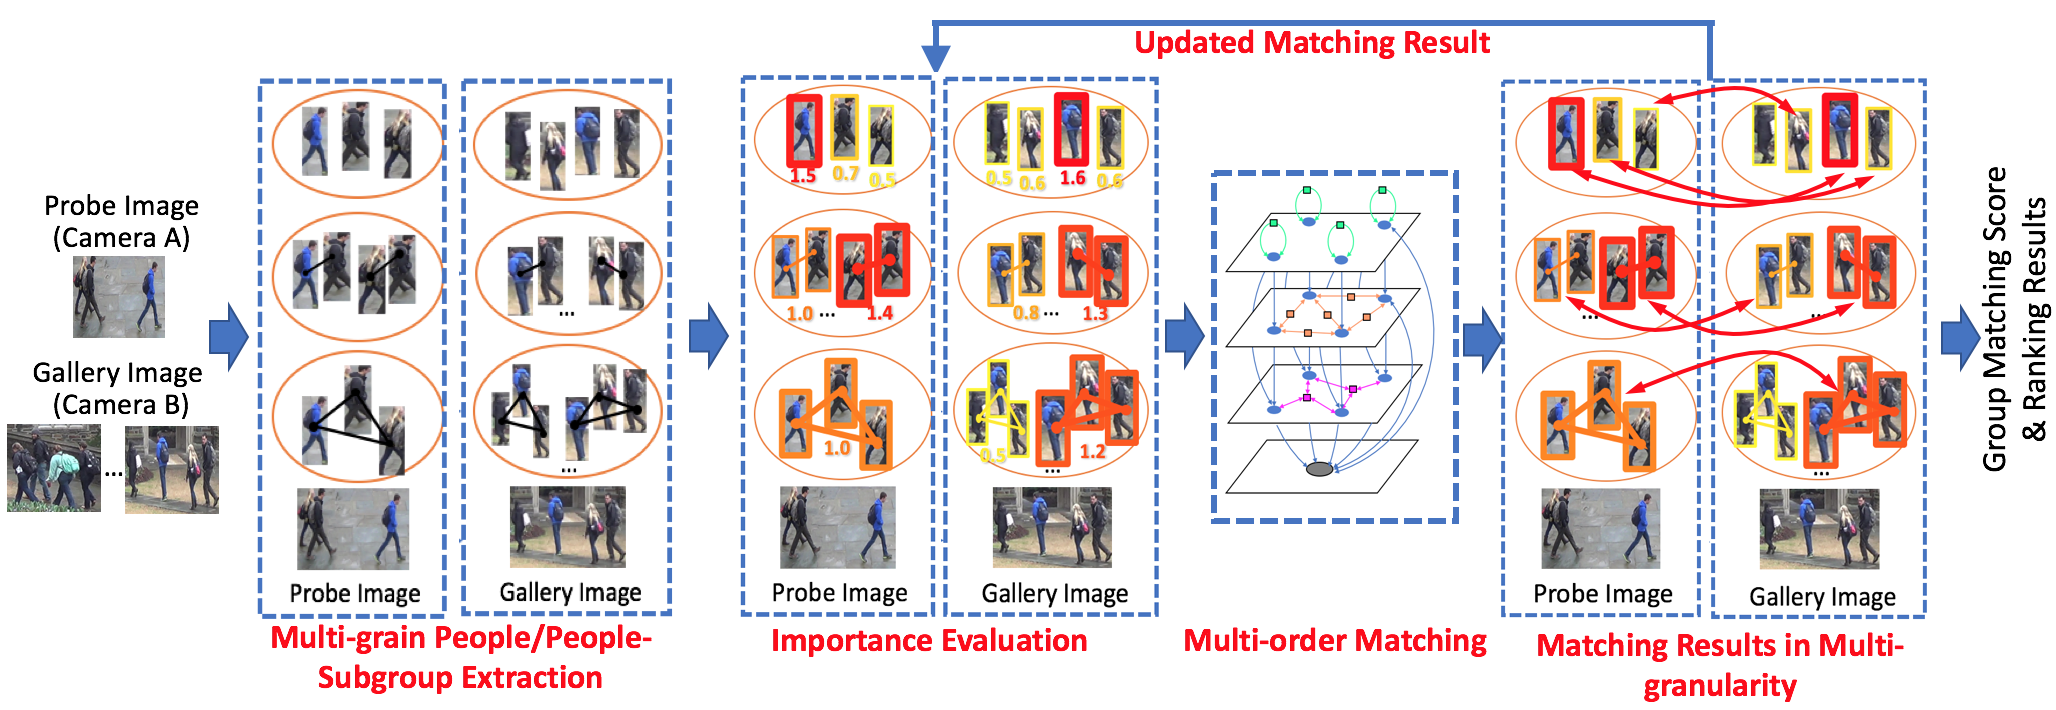 Updated Matching Result
Probe Image
(Camera A)
Gallery Image
(Camera B)
...
...
...
Probe Image
Gallery Image
Multi-grain People/People-
Subgroup Extraction
1.5
0.7
0.5
0.5
0.6
1.6
0.6
1.0
...
1.4
0.8
...
1.3
1.0
0.5
...
1.2
Probe Image
Gallery Image
Importance Evaluation
Multi-order Matching
...
...
...
Probe Image
Gallery Image
Matching Results in Multi-
granularity
Group Matching Score
& Ranking Results